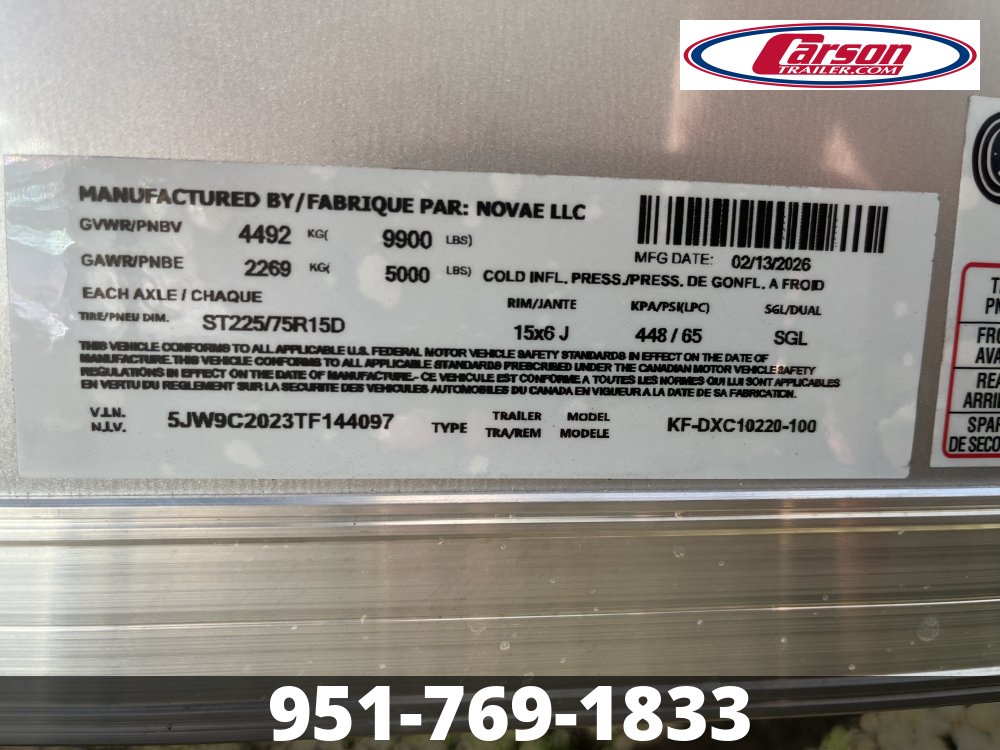 Carson
TRAILER.COM
MANUFACTURED BY/FABRIQUE PAR: NOVAE LLC
GVWR/PNBV 4492 KG( 9900 LBS)
MFG DATE: 02/13/2026
GAWR/PNBE 2269 KG( 5000 LBS) COLD INFL. PRESS./PRESS. DE GONFL. A FROID
EACH AXLE / CHAQUE RIM/JANTE KPA/PSI(LPC) SGL/DUAL
TIRE/PNEU DIM. ST225/75R15D 15x6 J 448 / 65 SGL
THIS VEHICLE CONFORMS TO ALL APPLICABLE U.S. FEDERAL MOTOR VEHICLE SAFETY STANDARDS IN EFFECT ON THE DATE OF
MANUFACTURE. THIS VEHICLE CONFORMS TO ALL APPLICABLE STANDARDS PRESCRIBED UNDER THE CANADIAN MOTOR VEHICLE SAFETY
REGULATIONS IN EFFECT ON THE DATE OF MANUFACTURE.- CE VEHICULE EST CONFORME A TOUTES LES NORMES QUI LUI SONT APPLICABLES
EN VERTU DU REGLEMENT SUR LA SECURITE DES VEHICULES AUTOMOBILES DU CANADA EN VIGUEUR A LA DATE DE SA FABRICATION.
V.I.N. 5JW9C2023TF144097 TYPE TRAILER MODEL KF-DXC10220-100
N.I.V. TRA/REM MODELE
FRO
AVA
REA
ARRI
SPAR
DE SECO
951-769-1833